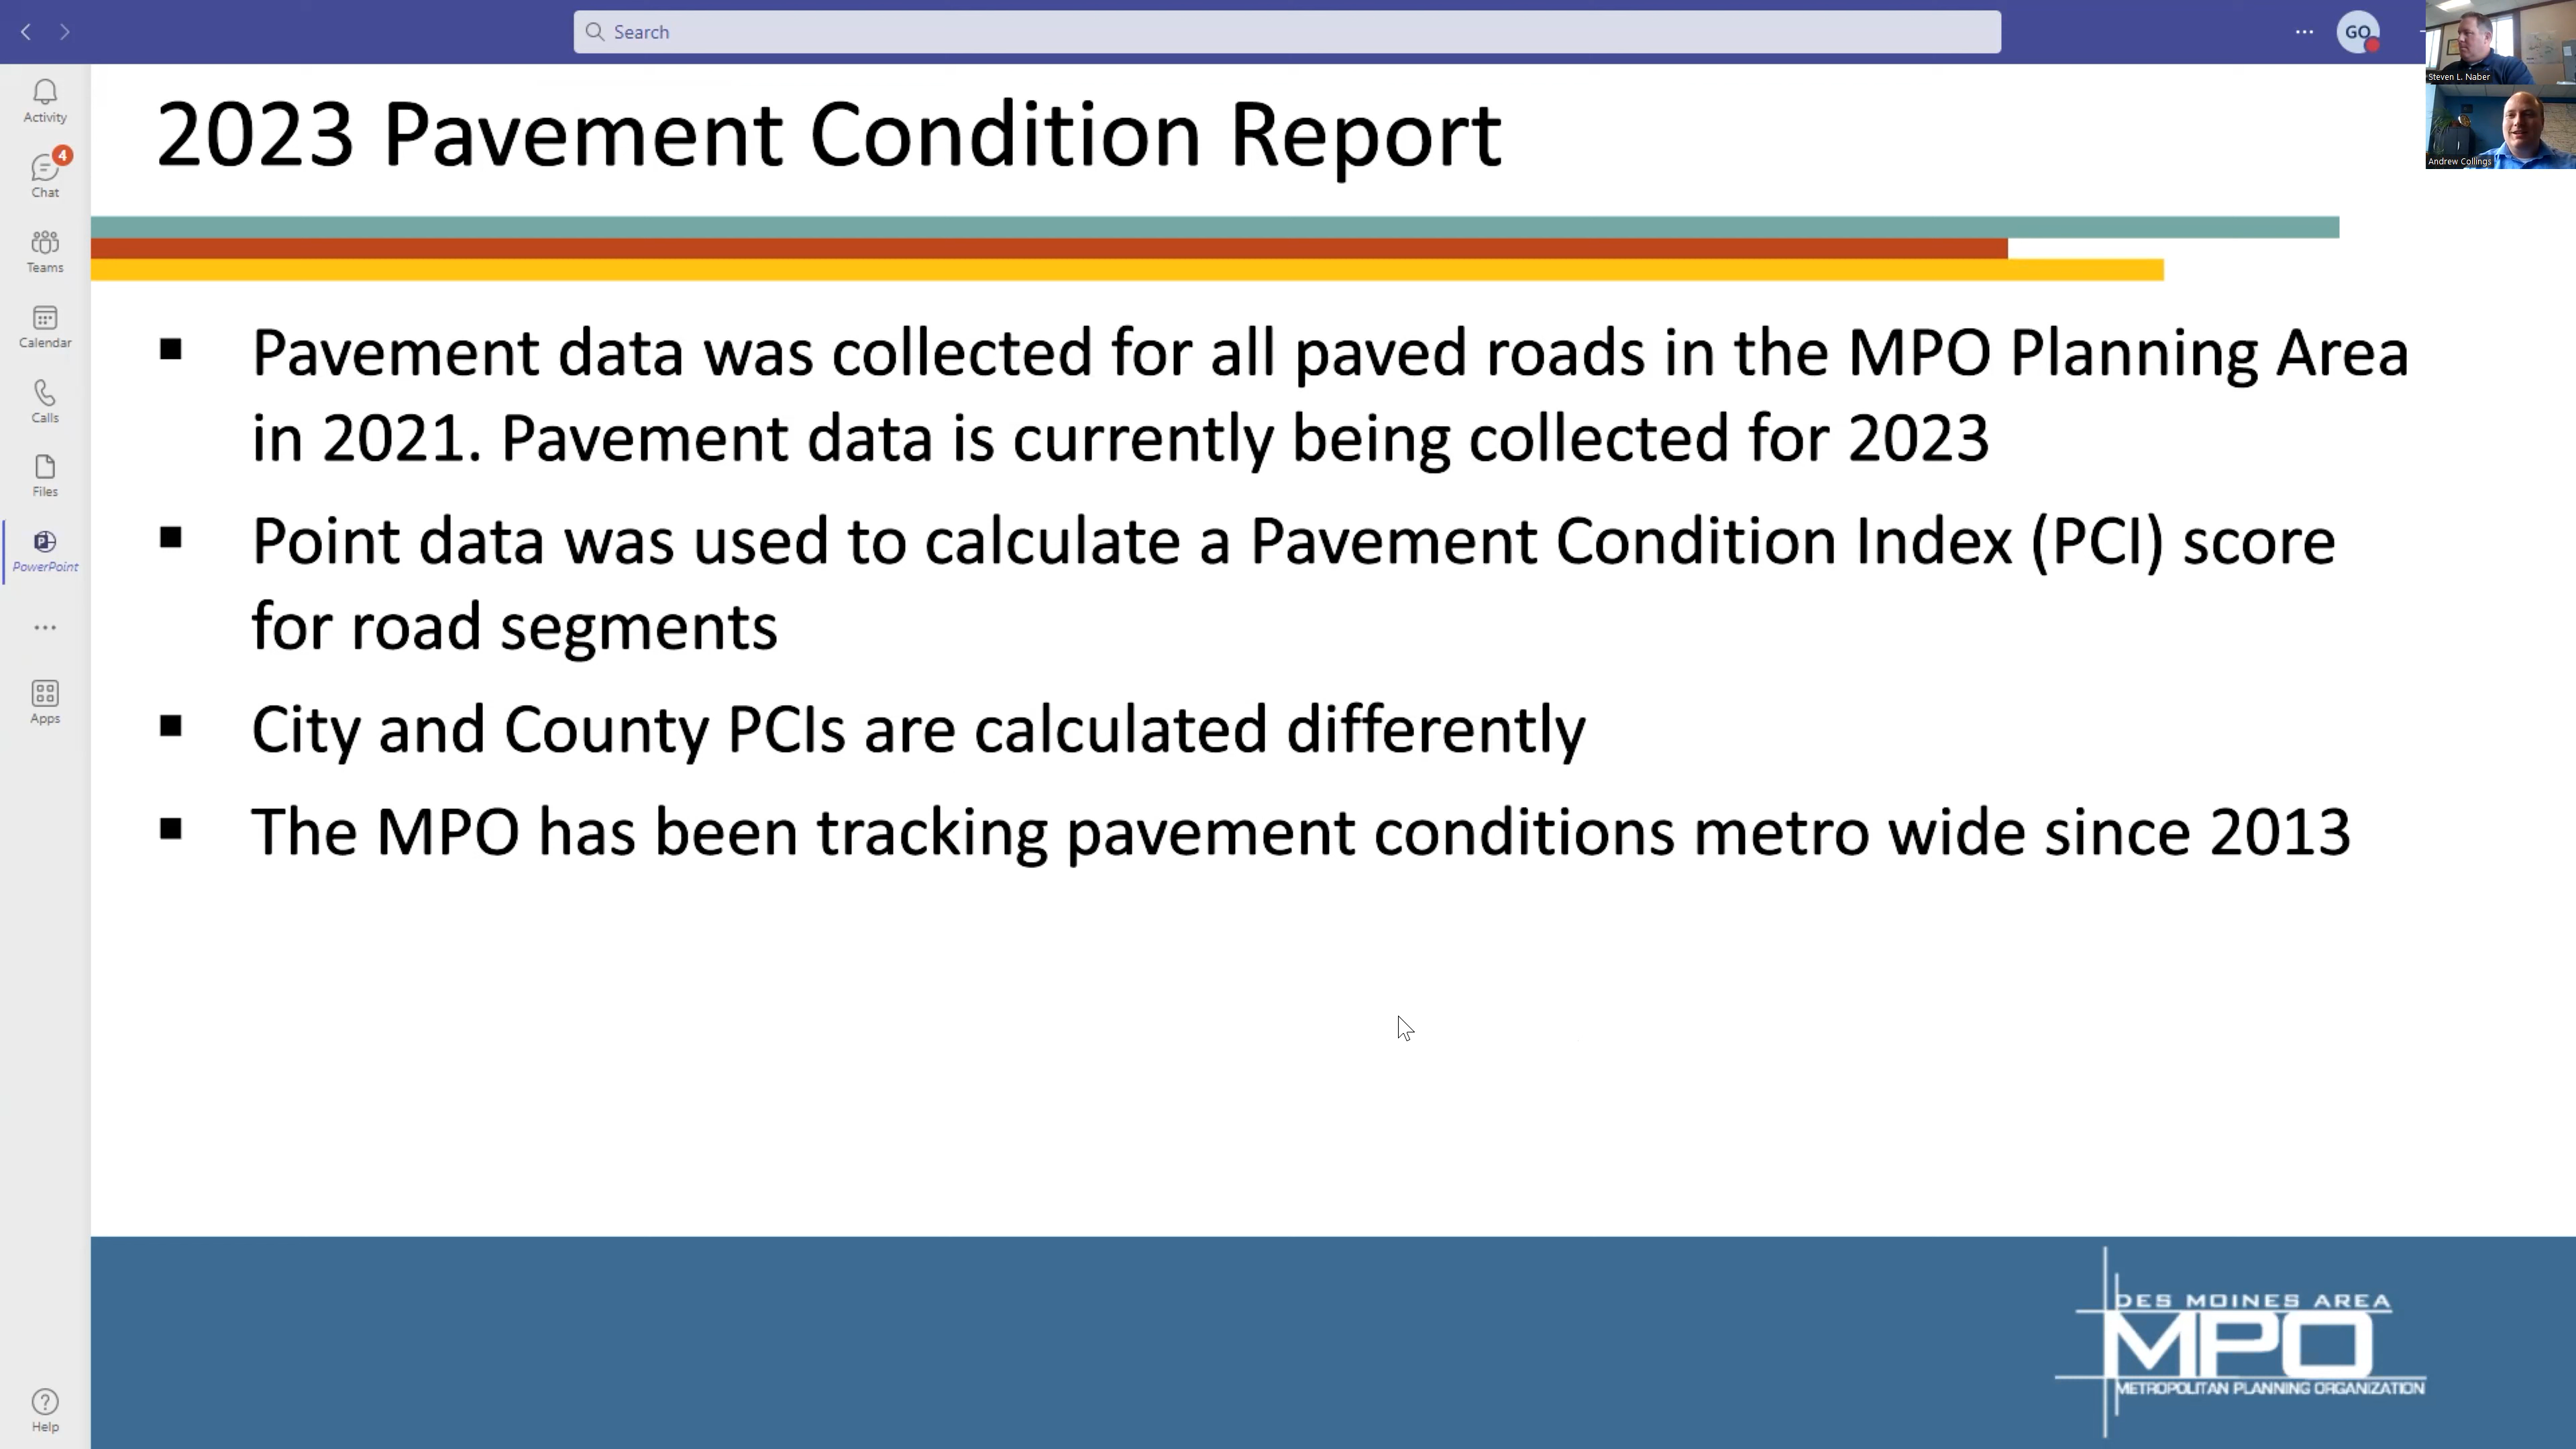 Search
GO
Steven L. Naber
Andrew Collings
Activity
4
Chat
Teams
Calendar
Calls
Files
PowerPoint
Apps
Help
2023 Pavement Condition Report
▪ Pavement data was collected for all paved roads in the MPO Planning Area
in 2021. Pavement data is currently being collected for 2023
▪ Point data was used to calculate a Pavement Condition Index (PCI) score
for road segments
▪ City and County PCIs are calculated differently
▪ The MPO has been tracking pavement conditions metro wide since 2013
DES MOINES AREA
MPO
METROPOLITAN PLANNING ORGANIZATION